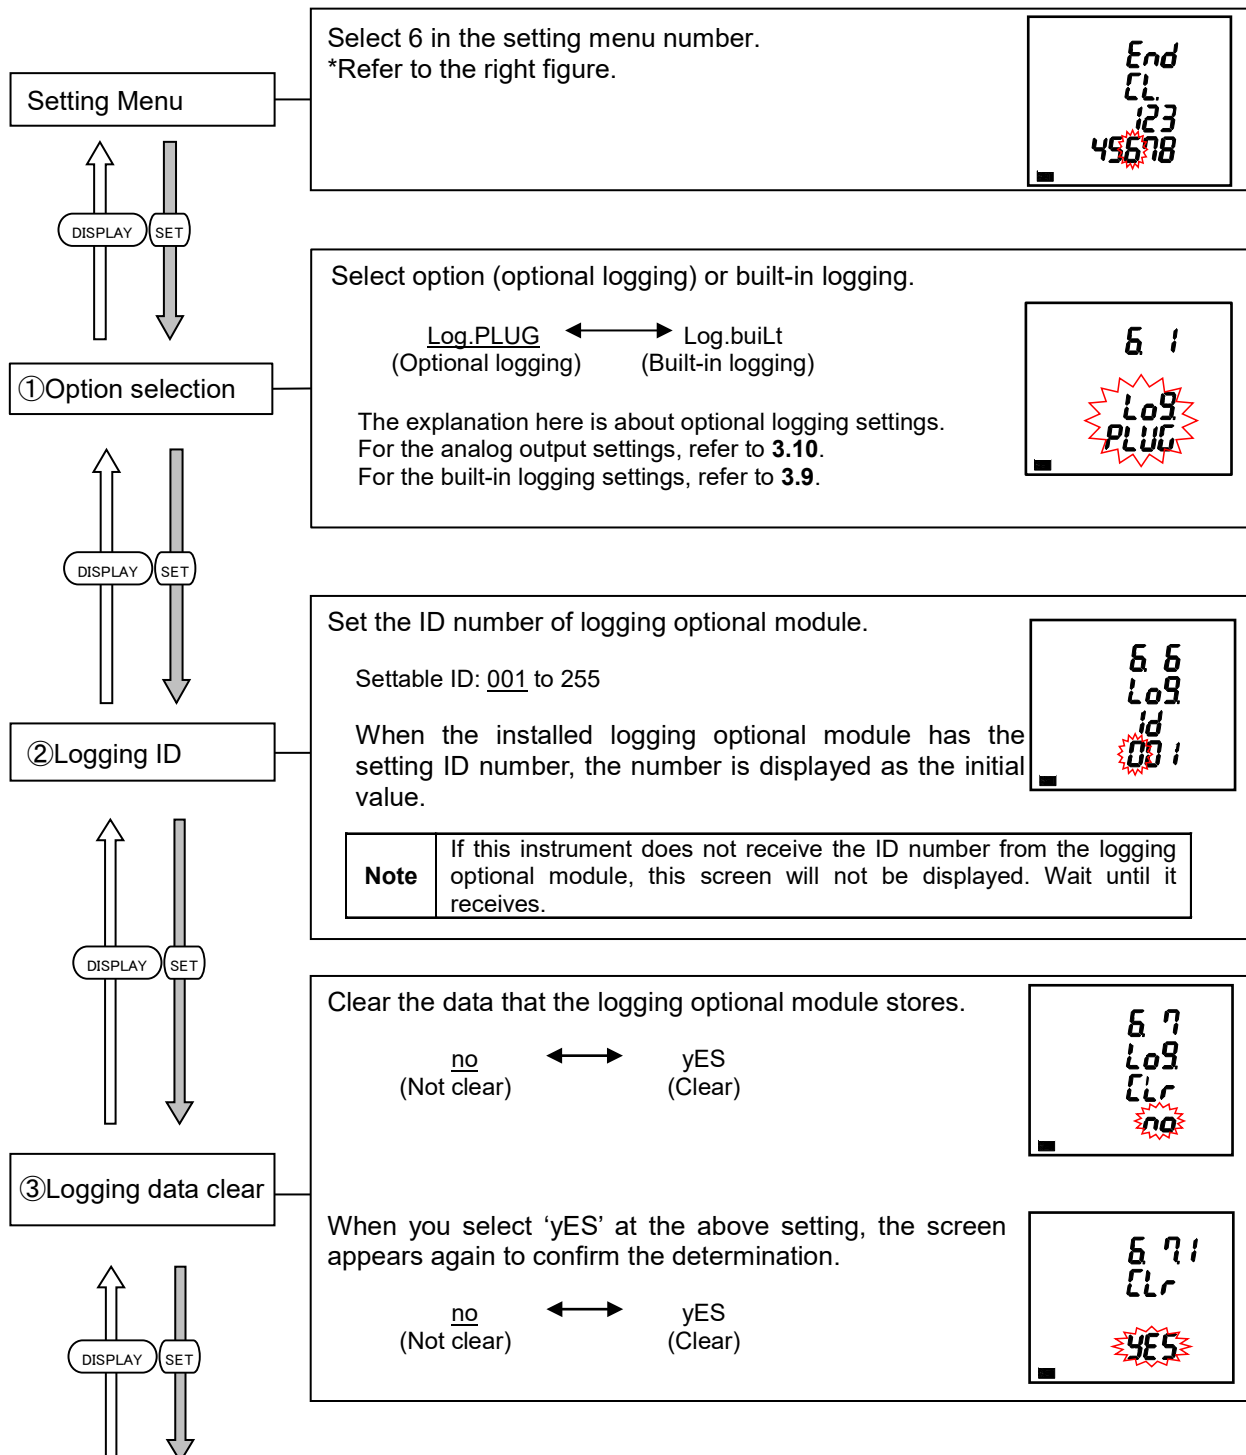 Select 6 in the setting menu number.
*Refer to the right figure.
Setting Menu
End
CL.
123
45678
DISPLAY SET
Select option (optional logging) or built-in logging.
Log.PLUG Log.buiLt
(Optional logging) (Built-in logging)
The explanation here is about optional logging settings.
For the analog output settings, refer to 3.10.
For the built-in logging settings, refer to 3.9.
①Option selection
6. 1
Log.
PLUG
DISPLAY SET
Set the ID number of logging optional module.
Settable ID: 001 to 255
When the installed logging optional module has the
setting ID number, the number is displayed as the initial
value.
Note
If this instrument does not receive the ID number from the logging
optional module, this screen will not be displayed. Wait until it
receives.
②Logging ID
6. 6
Log.
id
001
DISPLAY SET
Clear the data that the logging optional module stores.
no yES
(Not clear) (Clear)
6. 7
Log.
CLr
no
③Logging data clear
When you select ‘yES’ at the above setting, the screen
appears again to confirm the determination.
no yES
(Not clear) (Clear)
6. 7.1
CLr
yES
DISPLAY SET